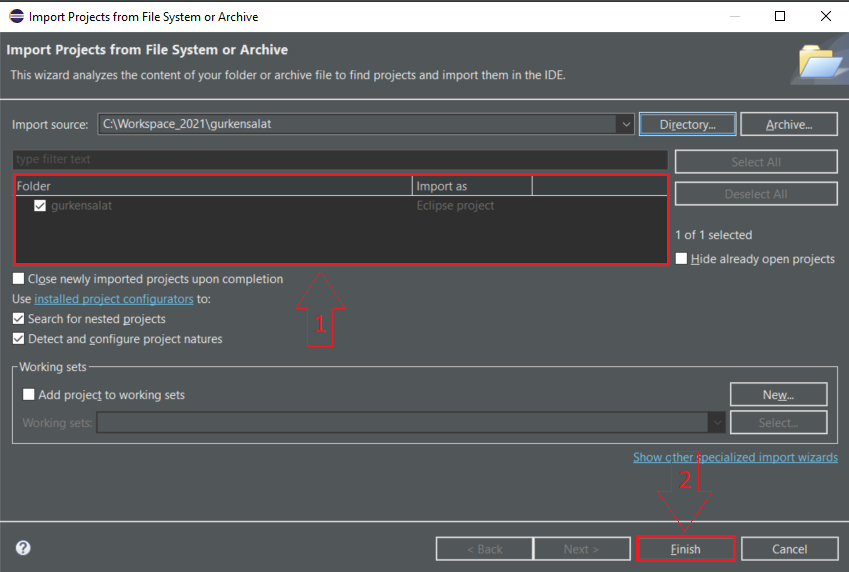 Import Projects from File System or Archive
Import Projects from File System or Archive
This wizard analyzes the content of your folder or archive file to find projects and import them in the IDE.
Import source: C:\Workspace_2021\gurkensalat Directory... Archive...
type filter text Select All
Folder Import as Deselect All
gurkensalat Eclipse project
1 of 1 selected
Hide already open projects
Close newly imported projects upon completion
Use installed project configurators to:
1
Search for nested projects
Detect and configure project natures
Working sets
Add project to working sets New...
Working sets: Select...
Show other specialized import wizards
2
? < Back Next > Finish Cancel